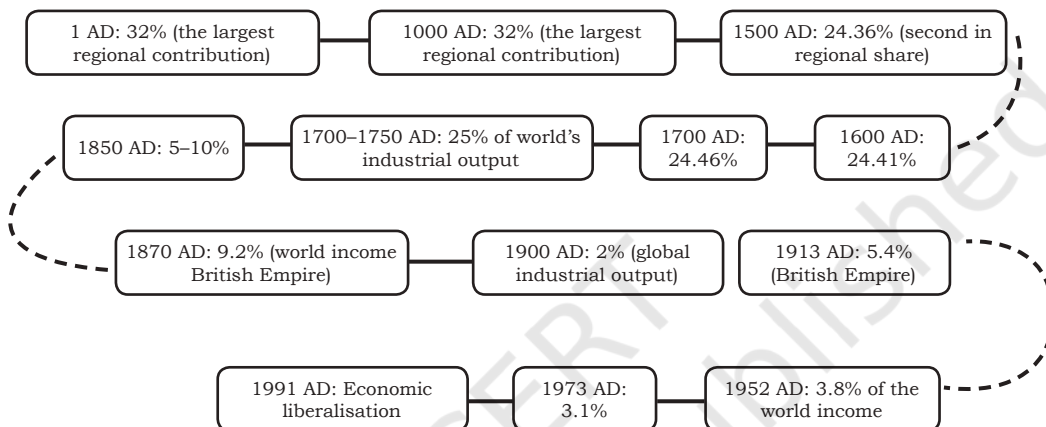 1 AD: 32% (the largest
regional contribution)
1000 AD: 32% (the largest
regional contribution)
1500 AD: 24.36% (second in
regional share)
1600 AD:
24.41%
1700 AD:
24.46%
1700–1750 AD: 25% of world's
industrial output
1850 AD: 5–10%
1870 AD: 9.2% (world income
British Empire)
1900 AD: 2% (global
industrial output)
1913 AD: 5.4%
(British Empire)
1952 AD: 3.8% of the
world income
1973 AD:
3.1%
1991 AD: Economic
liberalisation